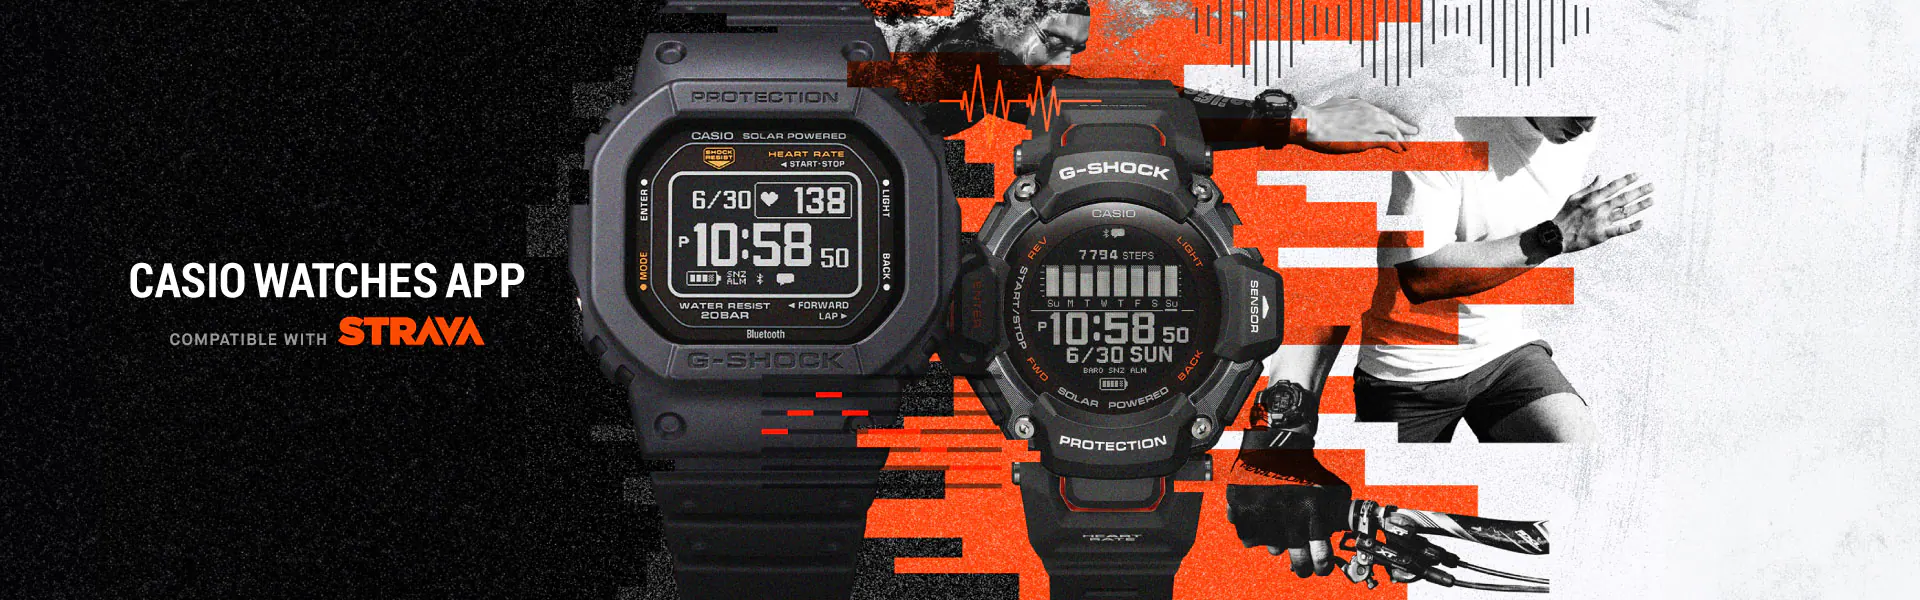 CASIO WATCHES APP
COMPATIBLE WITH STRAVA
PROTECTION
CASIO SOLAR POWERED
SHOCK RESIST
HEART RATE
START·STOP
ENTER
LIGHT
6/30 138
P 10:58 50
SNZ
ALM
MODE
BACK
WATER RESIST
20BAR
FORWARD
LAP
Bluetooth
G-SHOCK
G-SHOCK
CASIO
REV
LIGHT
7794 STEPS
START/STOP
ENTER
SENSOR
Su M T W T F S Su
P 10:58 50
6/30 SUN
BARO SNZ ALM
FWD
BACK
SOLAR POWERED
PROTECTION
HEART
RATE